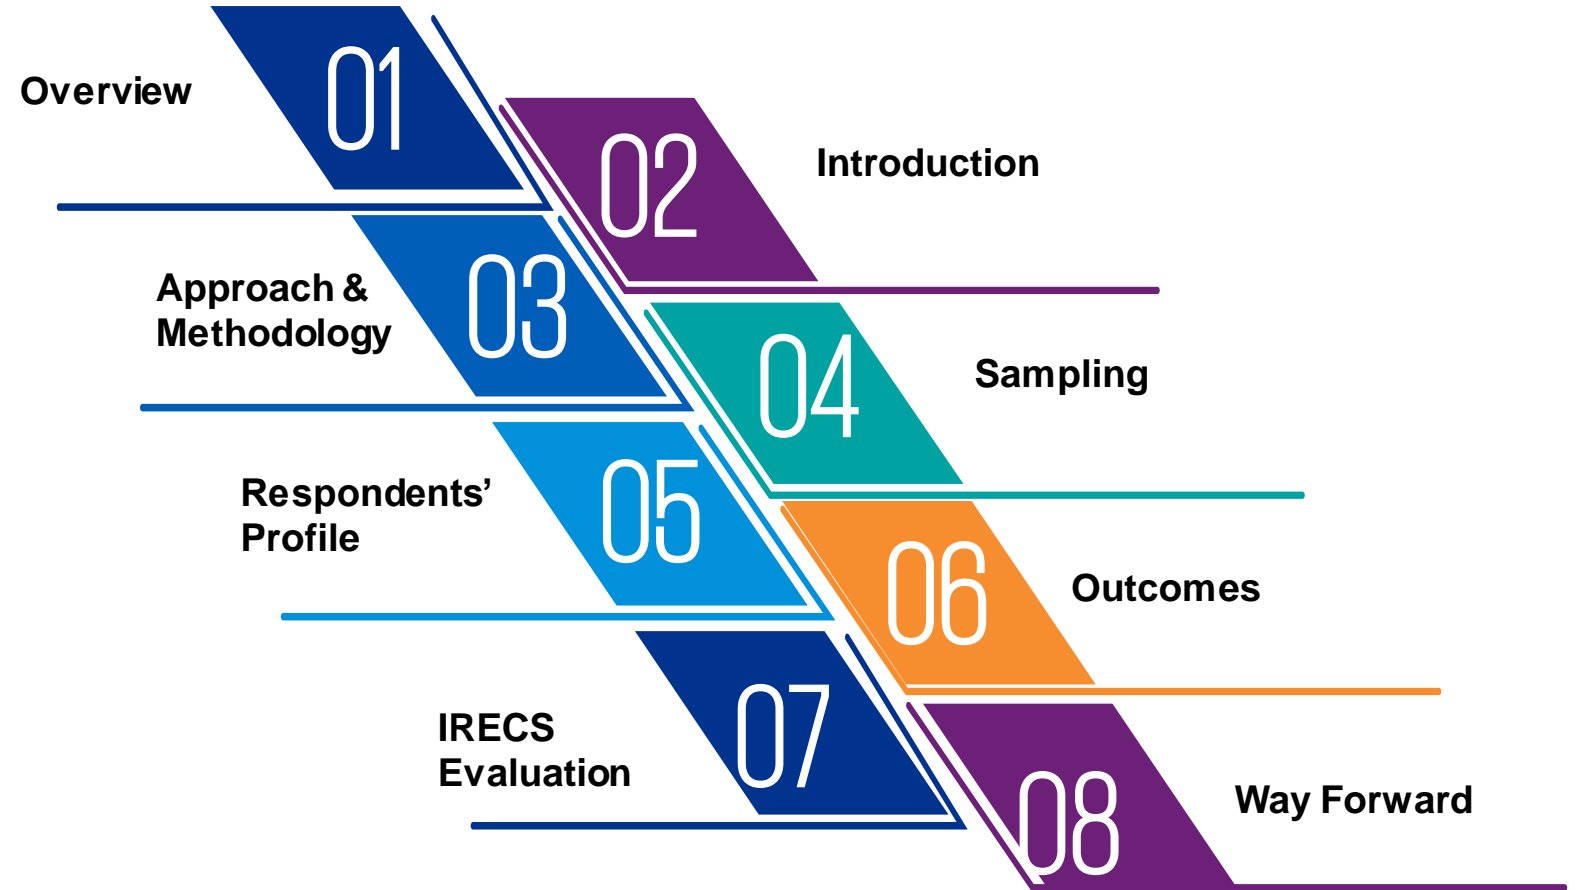 01
Overview
02
Introduction
03
Approach &
Methodology
04
Sampling
05
Respondents’
Profile
06
Outcomes
07
IRECS
Evaluation
08
Way Forward